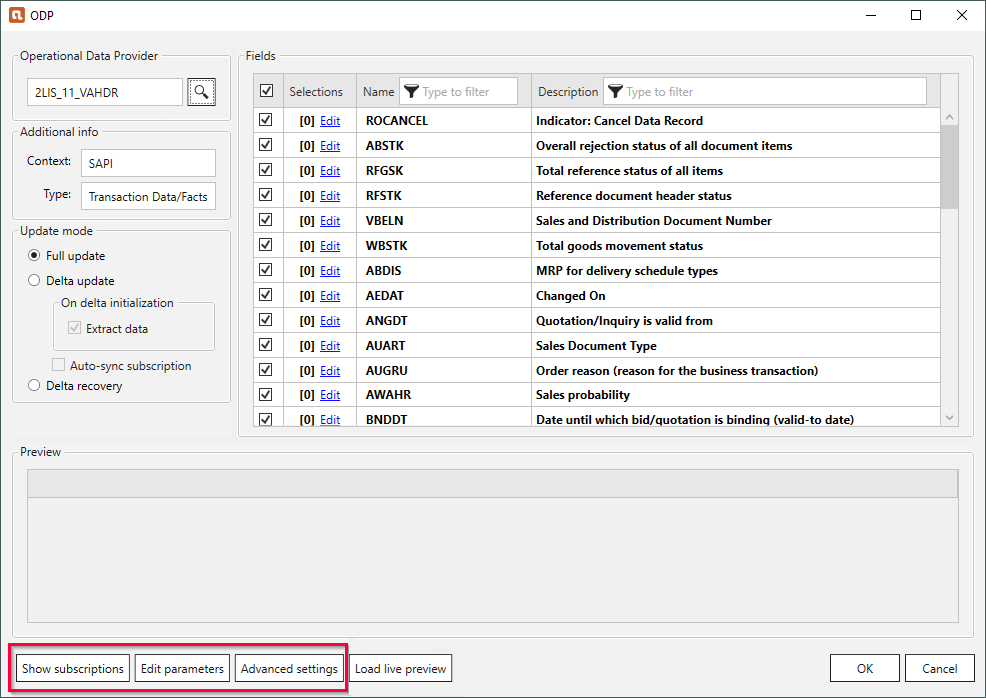 ODP
Operational Data Provider
2LIS_11_VAHDR
Additional info
Context: SAPI
Type: Transaction Data/Facts
Update mode
Full update
Delta update
On delta initialization
Extract data
Auto-sync subscription
Delta recovery
Fields
Selections Name Type to filter Description Type to filter
[0] Edit ROCANCEL Indicator: Cancel Data Record
[0] Edit ABSTK Overall rejection status of all document items
[0] Edit RFGSK Total reference status of all items
[0] Edit RFSTK Reference document header status
[0] Edit VBELN Sales and Distribution Document Number
[0] Edit WBSTK Total goods movement status
[0] Edit ABDIS MRP for delivery schedule types
[0] Edit AEDAT Changed On
[0] Edit ANGDT Quotation/Inquiry is valid from
[0] Edit AUART Sales Document Type
[0] Edit AUGRU Order reason (reason for the business transaction)
[0] Edit AWAHR Sales probability
[0] Edit BNDDT Date until which bid/quotation is binding (valid-to date)
Preview
Show subscriptions Edit parameters Advanced settings Load live preview OK Cancel